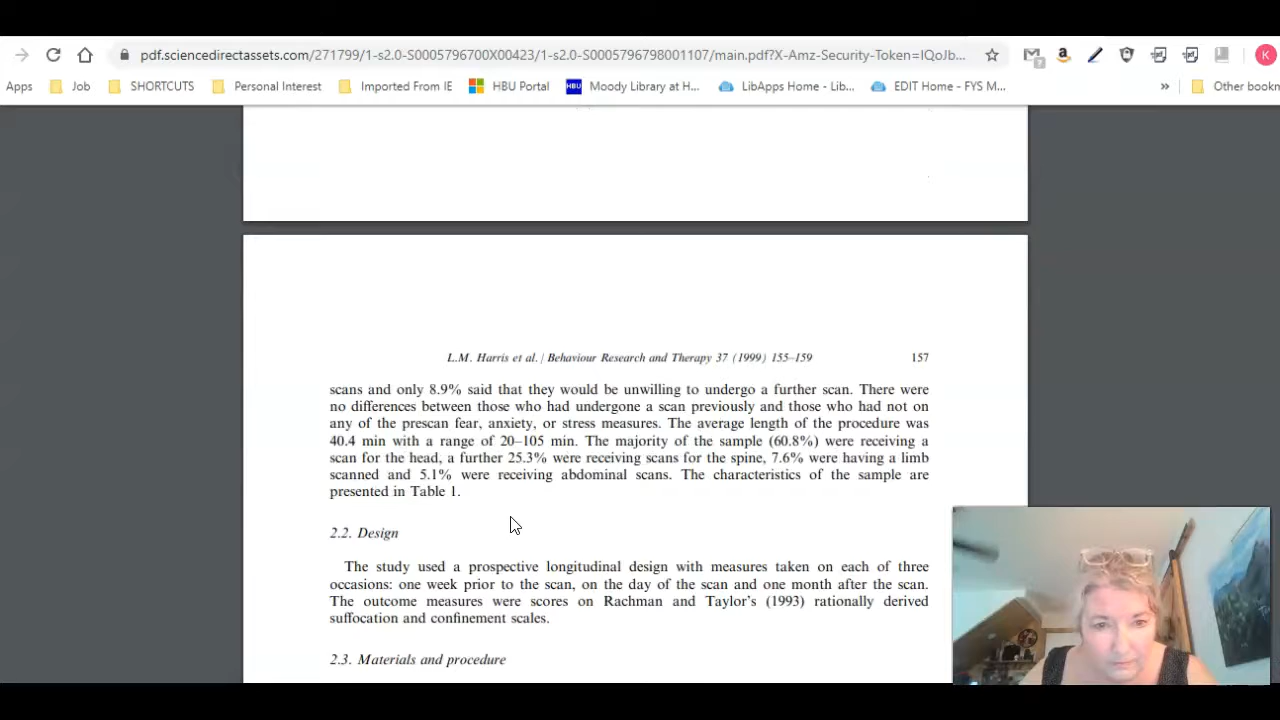 pdf.sciencedirectassets.com/271799/1-s2.0-S0005796700X00423/1-s2.0-S0005796798001107/main.pdf?X-Amz-Security-Token=IQoJb...
K
Apps Job SHORTCUTS Personal Interest Imported From IE HBU Portal HBU Moody Library at H... LibApps Home - Lib... EDIT Home - FYS M... » Other bookn
L.M. Harris et al. / Behaviour Research and Therapy 37 (1999) 155–159 157
scans and only 8.9% said that they would be unwilling to undergo a further scan. There were
no differences between those who had undergone a scan previously and those who had not on
any of the prescan fear, anxiety, or stress measures. The average length of the procedure was
40.4 min with a range of 20–105 min. The majority of the sample (60.8%) were receiving a
scan for the head, a further 25.3% were receiving scans for the spine, 7.6% were having a limb
scanned and 5.1% were receiving abdominal scans. The characteristics of the sample are
presented in Table 1.
2.2. Design
The study used a prospective longitudinal design with measures taken on each of three
occasions: one week prior to the scan, on the day of the scan and one month after the scan.
The outcome measures were scores on Rachman and Taylor's (1993) rationally derived
suffocation and confinement scales.
2.3. Materials and procedure